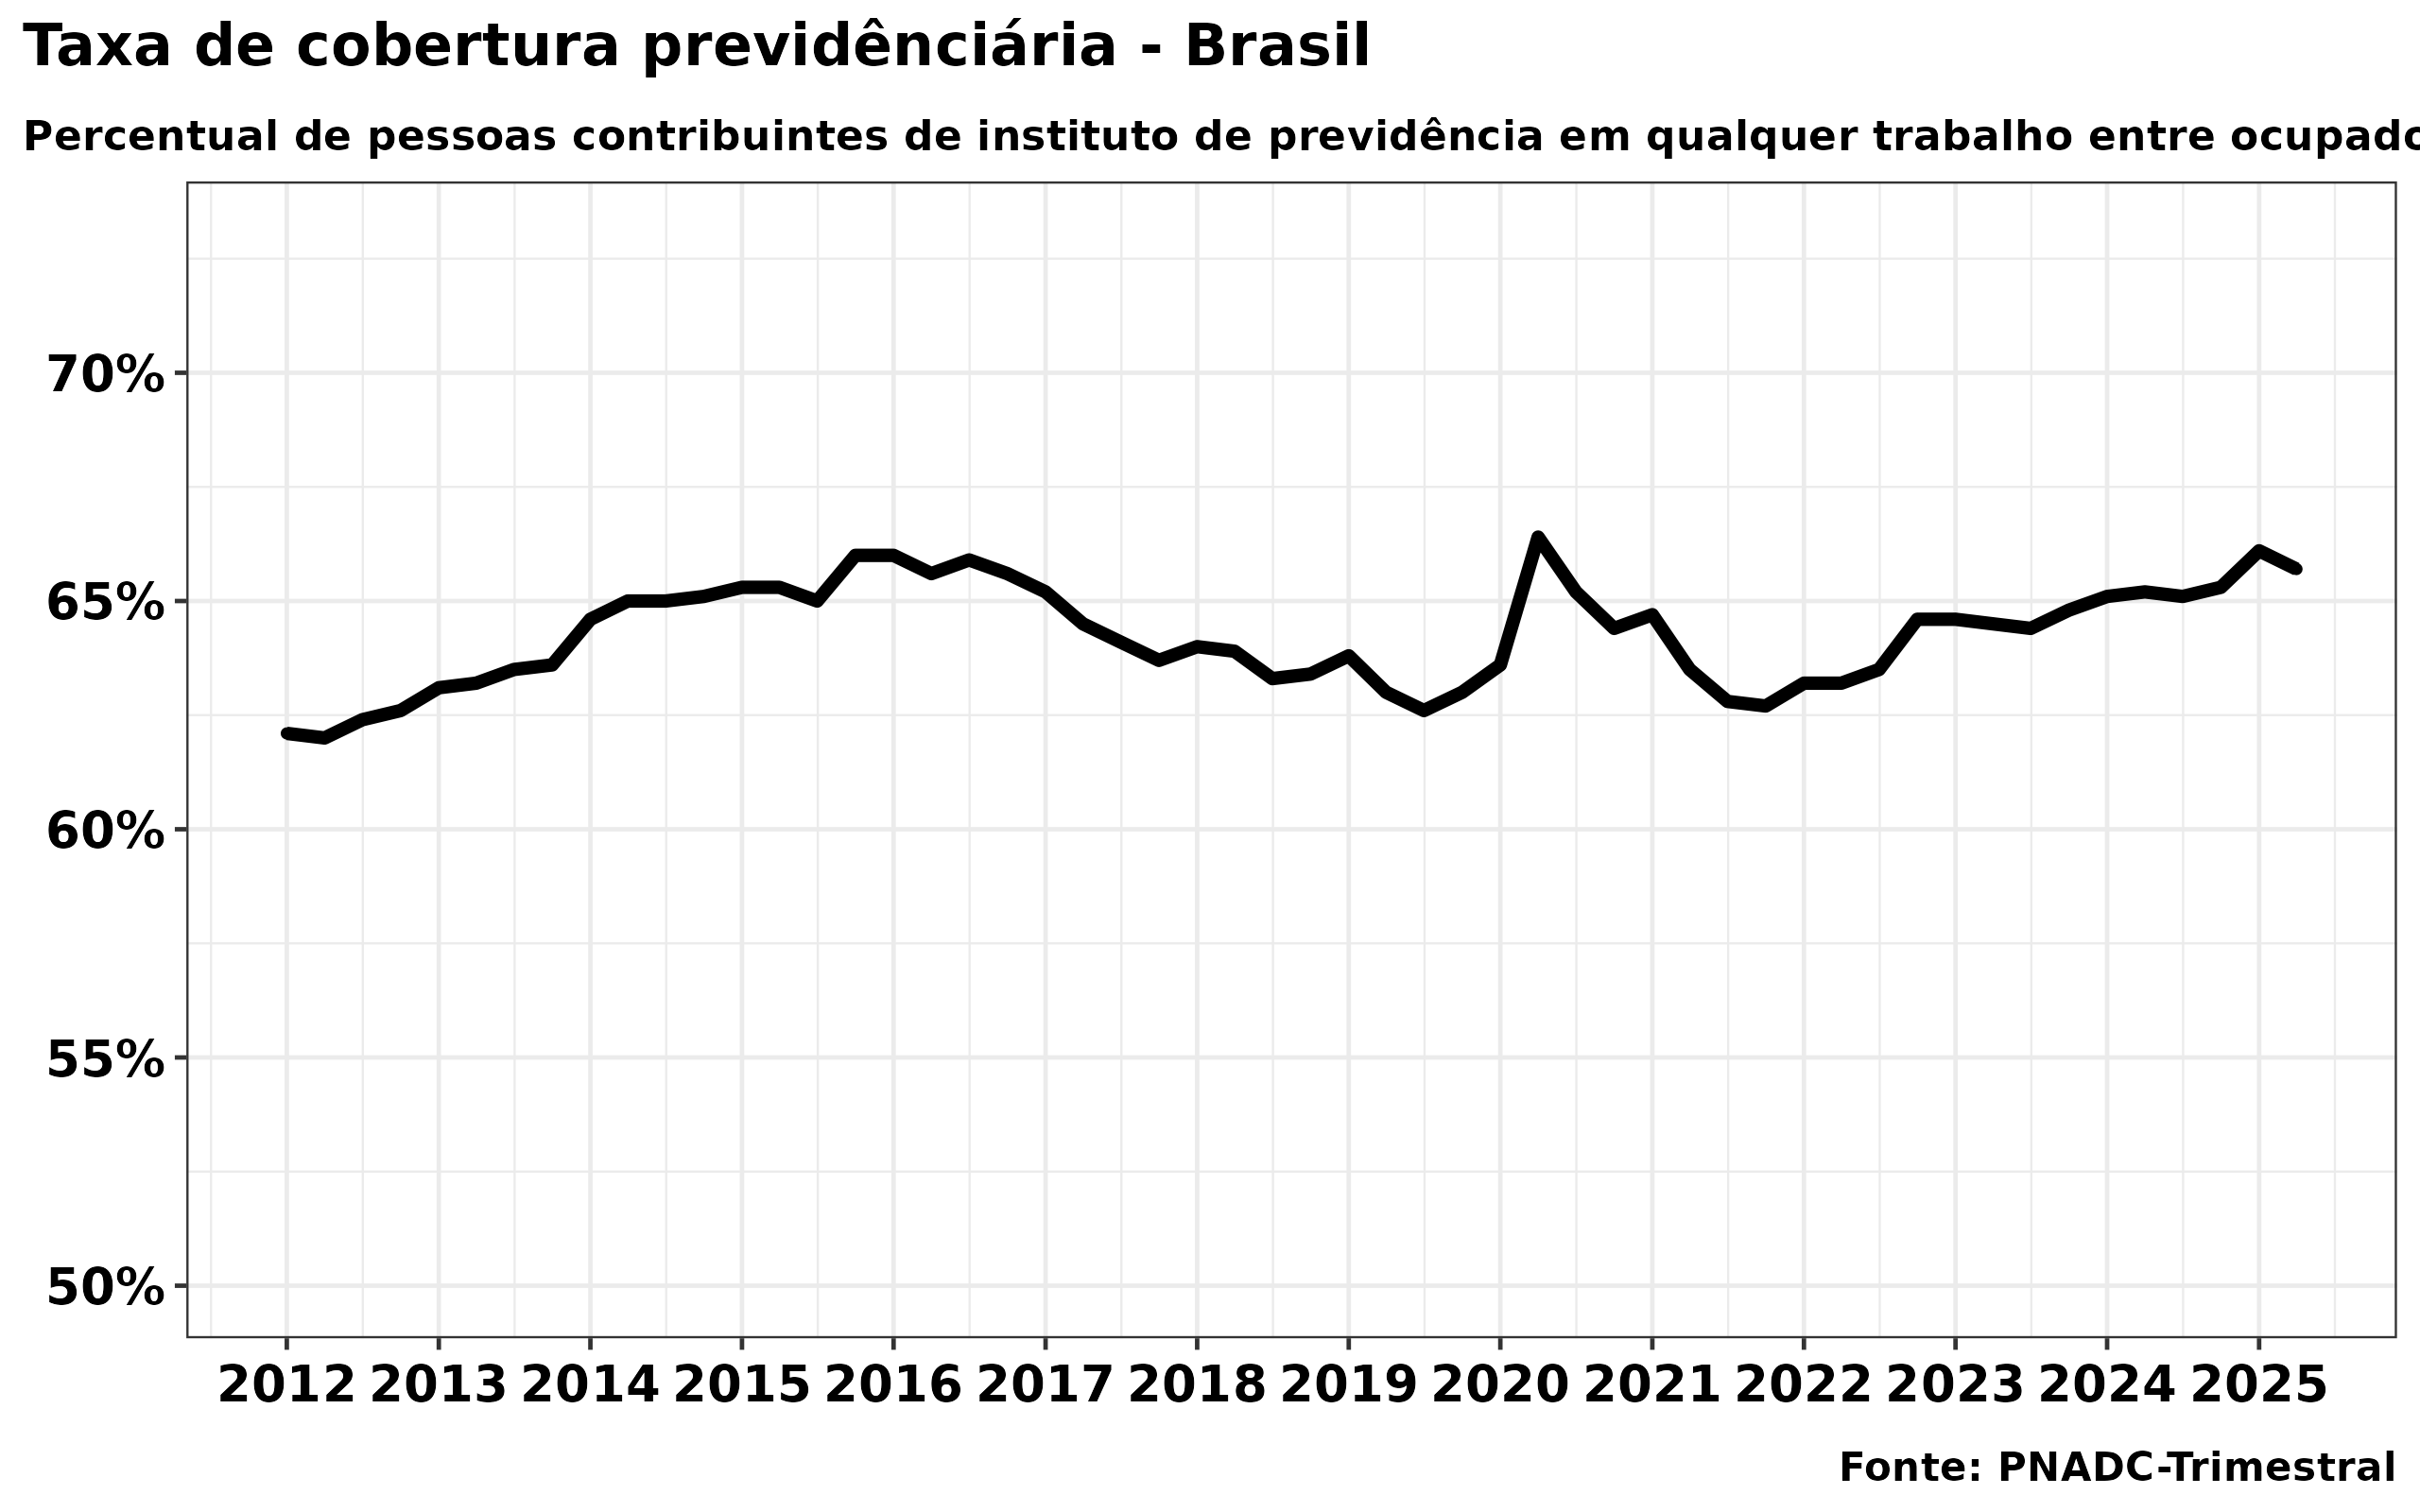 Taxa de cobertura previdênciária - Brasil
Percentual de pessoas contribuintes de instituto de previdência em qualquer trabalho entre
70%
65%
60%
55%
50%
2012 2013 2014 2015 2016 2017 2018 2019 2020 2021 2022 2023 2024 2025
Fonte: PNADC-Trimestral